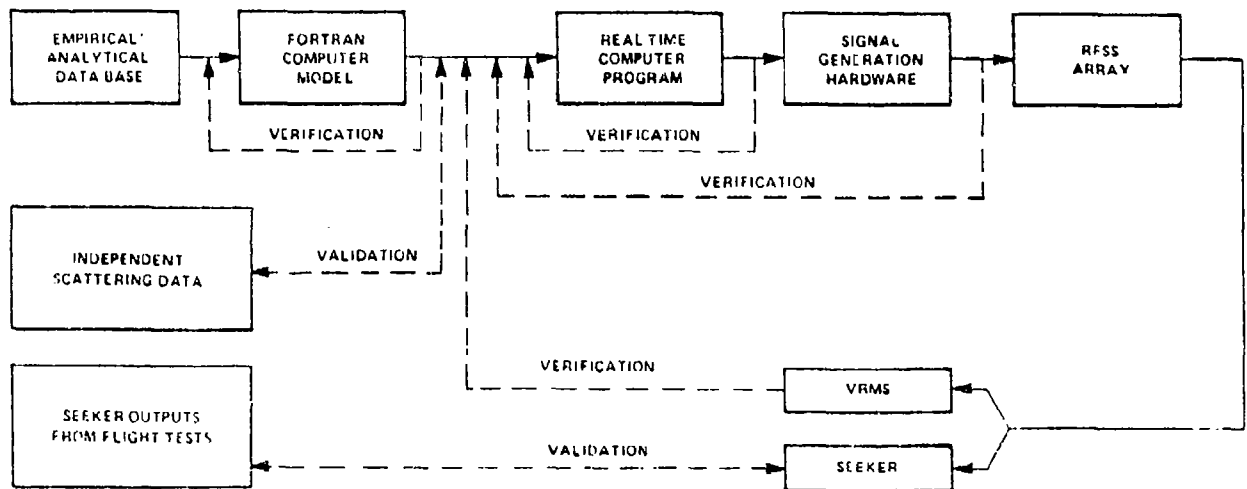 EMPIRICAL'
ANALYTICAL
DATA BASE
FORTRAN
COMPUTER
MODEL
REAL TIME
COMPUTER
PROGRAM
SIGNAL
GENERATION
HARDWARE
RFSS
ARRAY
VERIFICATION
VERIFICATION
VERIFICATION
INDEPENDENT
SCATTERING DATA
VALIDATION
VERIFICATION
VRMS
SEEKER OUTPUTS
FROM FLIGHT TESTS
VALIDATION
SEEKER